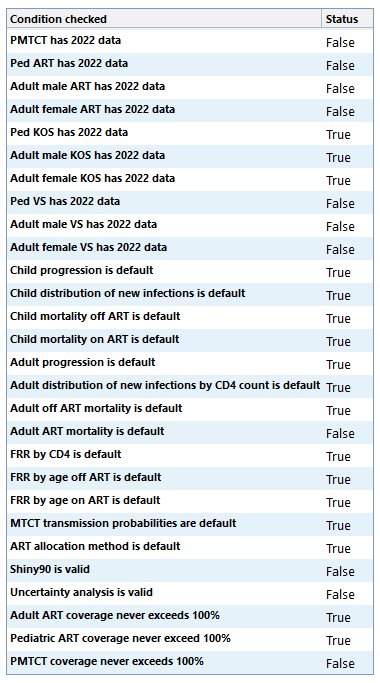 Condition checked Status
PMTCT has 2022 data False
Ped ART has 2022 data False
Adult male ART has 2022 data False
Adult female ART has 2022 data False
Ped KOS has 2022 data True
Adult male KOS has 2022 data True
Adult female KOS has 2022 data True
Ped VS has 2022 data False
Adult male VS has 2022 data False
Adult female VS has 2022 data False
Child progression is default True
Child distribution of new infections is default True
Child mortality off ART is default True
Child mortality on ART is default True
Adult progression is default True
Adult distribution of new infections by CD4 count is default True
Adult off ART mortality is default True
Adult ART mortality is default False
FRR by CD4 is default True
FRR by age off ART is default True
FRR by age on ART is default True
MTCT transmission probabilities are default True
ART allocation method is default True
Shiny90 is valid False
Uncertainty analysis is valid False
Adult ART coverage never exceeds 100% True
Pediatric ART coverage never exceed 100% True
PMTCT coverage never exceeds 100% False